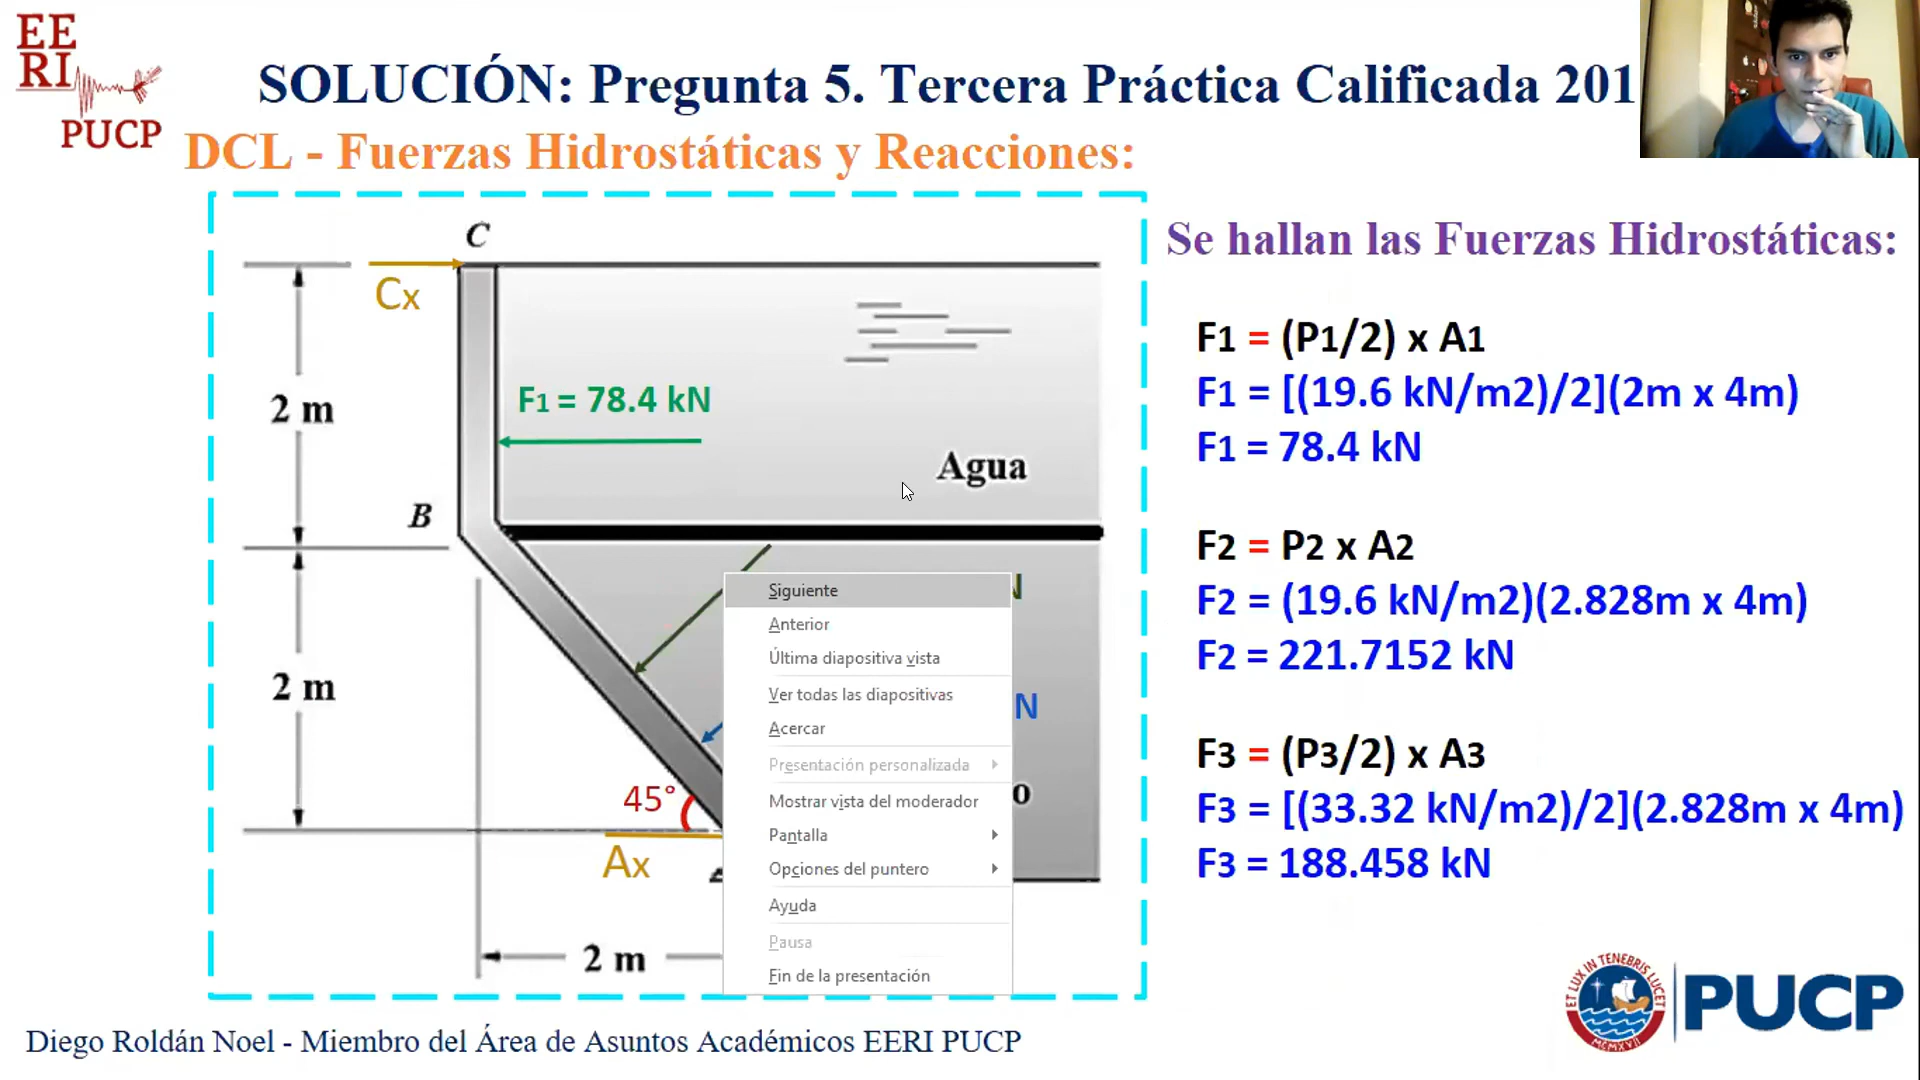 EE
RI
PUCP
SOLUCIÓN: Pregunta 5. Tercera Práctica Calificada 201
DCL - Fuerzas Hidrostáticas y Reacciones:
C
Cx
2 m
F1 = 78.4 kN
Agua
B
N
2 m
N
45°
o
Ax
2 m
Siguiente
Anterior
Última diapositiva vista
Ver todas las diapositivas
Acercar
Presentación personalizada
Mostrar vista del moderador
Pantalla
Opciones del puntero
Ayuda
Pausa
Fin de la presentación
Se hallan las Fuerzas Hidrostáticas:
F1 = (P1/2) x A1
F1 = [(19.6 kN/m2)/2](2m x 4m)
F1 = 78.4 kN
F2 = P2 x A2
F2 = (19.6 kN/m2)(2.828m x 4m)
F2 = 221.7152 kN
F3 = (P3/2) x A3
F3 = [(33.32 kN/m2)/2](2.828m x 4m)
F3 = 188.458 kN
ET LUX IN TENEBRIS LUCET
MCMXVII
PUCP
Diego Roldán Noel - Miembro del Área de Asuntos Académicos EERI PUCP